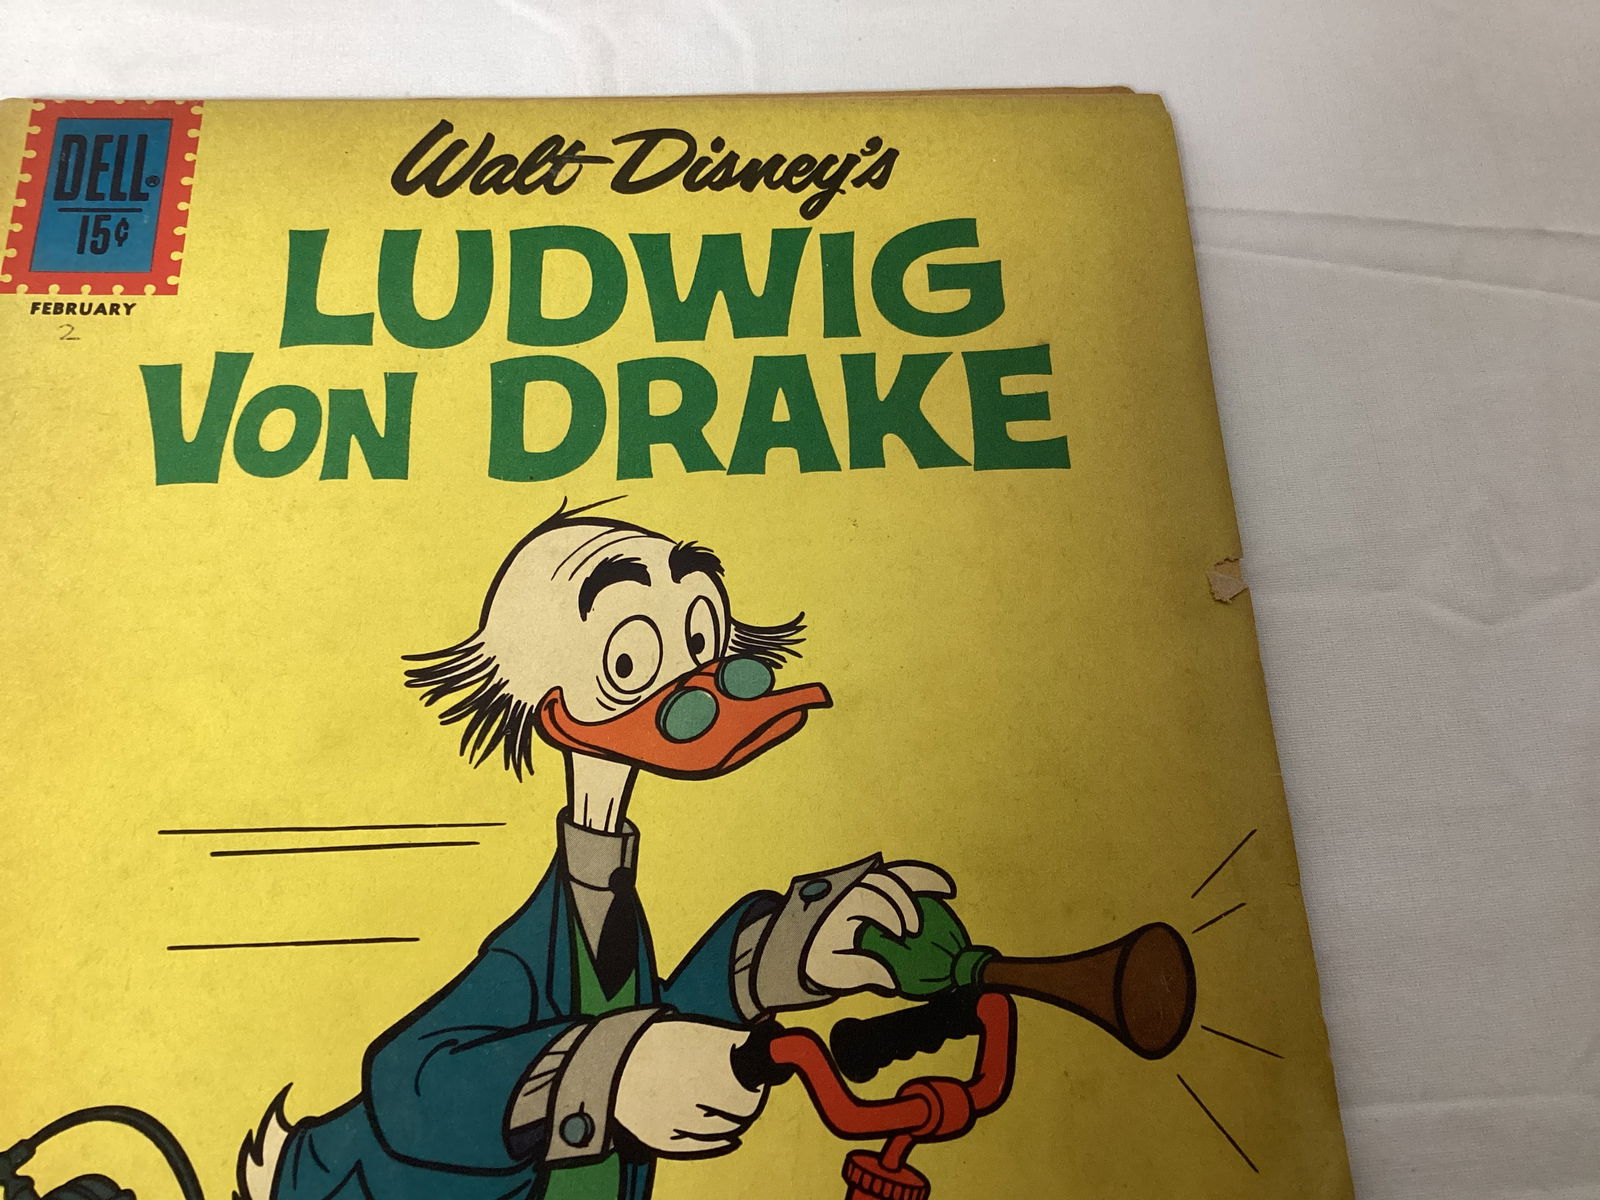 DELL®
15¢
FEBRUARY
2
Walt Disney's
LUDWIG
VON DRAKE